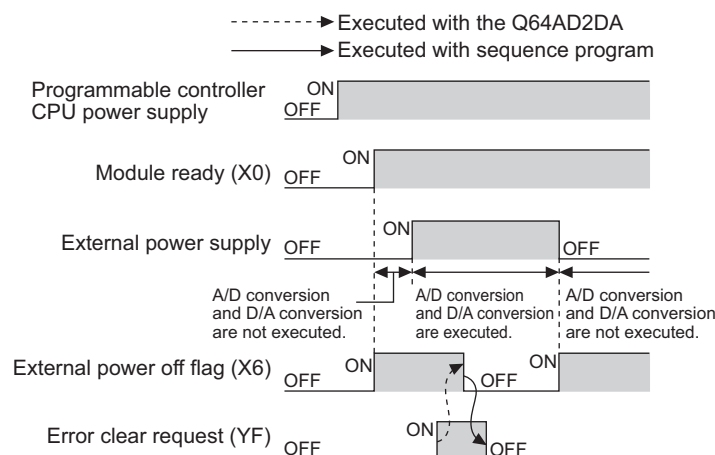 Executed with the Q64AD2DA
Executed with sequence program
Programmable controller
CPU power supply
ON
OFF
Module ready (X0)
ON
OFF
External power supply
OFF
ON
OFF
A/D conversion
and D/A conversion
are not executed.
A/D conversion
and D/A conversion
are executed.
A/D conversion
and D/A conversion
are not executed.
External power off flag (X6)
OFF
ON
OFF
ON
Error clear request (YF)
OFF
ON
OFF